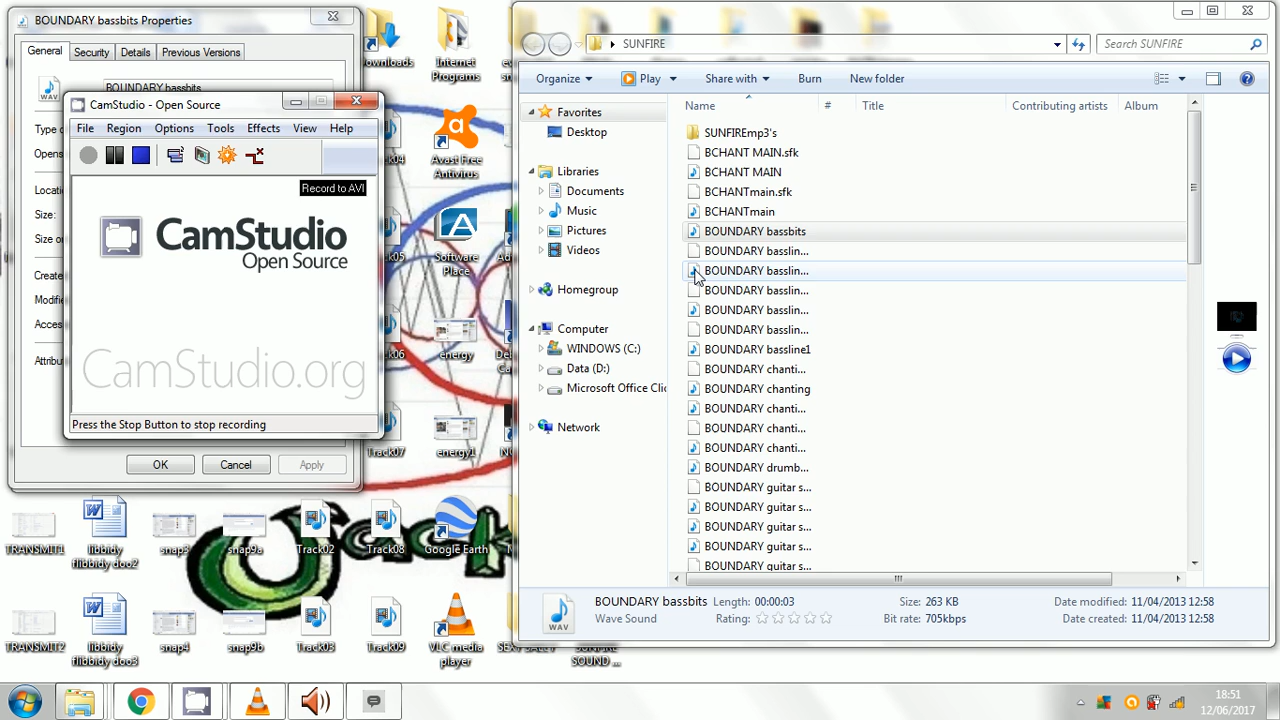 BOUNDARY bassbits Properties
General
Security
Details
Previous Versions
BOUNDARY bassbits
Type o
Opens
Locati
Size:
Size or
Create
Modifi
Acces
Attribu
OK
Cancel
Apply
CamStudio - Open Source
File
Region
Options
Tools
Effects
View
Help
Record to AVI
CamStudio
Open Source
CamStudio.org
Press the Stop Button to stop recording
Internet
Programs
Avast Free
Antivirus
Software
Place
energy
energy1
Track07
TRANSMIT1
libbidy
flibbidy doo2
snap3
snap9a
Track02
Track08
Google Earth
TRANSMIT2
libbidy
flibbidy doo3
snap4
snap9b
Track03
Track09
VLC media
player
SOUND ...
SUNFIRE
Search SUNFIRE
Organize
Play
Share with
Burn
New folder
Favorites
Desktop
Libraries
Documents
Music
Pictures
Videos
Homegroup
Computer
WINDOWS (C:)
Data (D:)
Microsoft Office Clic
Network
Name
#
Title
Contributing artists
Album
SUNFIREmp3's
BCHANT MAIN.sfk
BCHANT MAIN
BCHANTmain.sfk
BCHANTmain
BOUNDARY bassbits
BOUNDARY basslin...
BOUNDARY basslin...
BOUNDARY basslin...
BOUNDARY basslin...
BOUNDARY basslin...
BOUNDARY bassline1
BOUNDARY chanti...
BOUNDARY chanting
BOUNDARY chanti...
BOUNDARY chanti...
BOUNDARY chanti...
BOUNDARY drumb...
BOUNDARY guitar s...
BOUNDARY guitar s...
BOUNDARY guitar s...
BOUNDARY guitar s...
BOUNDARY guitar s...
WAV
BOUNDARY bassbits
Wave Sound
Length: 00:00:03
Rating:
Size: 263 KB
Bit rate: 705kbps
Date modified: 11/04/2013 12:58
Date created: 11/04/2013 12:58
18:51
12/06/2017